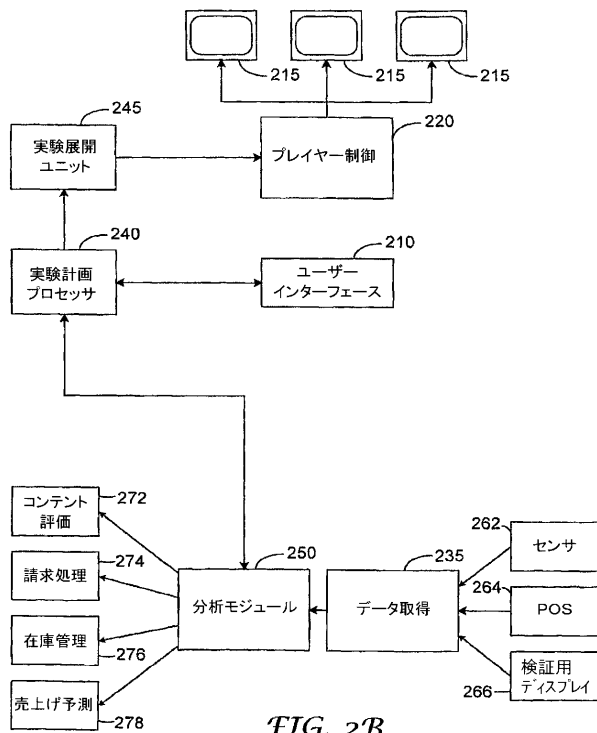 215
215
215
245
実験展開
ユニット
220
プレイヤー制御
240
実験計画
プロセッサ
210
ユーザー
インターフェース
272
コンテント
評価
274
請求処理
在庫管理
276
売上げ予測
278
250
分析モジュール
235
データ取得
262
センサ
264
POS
検証用
ディスプレイ
266
FIG. 2B